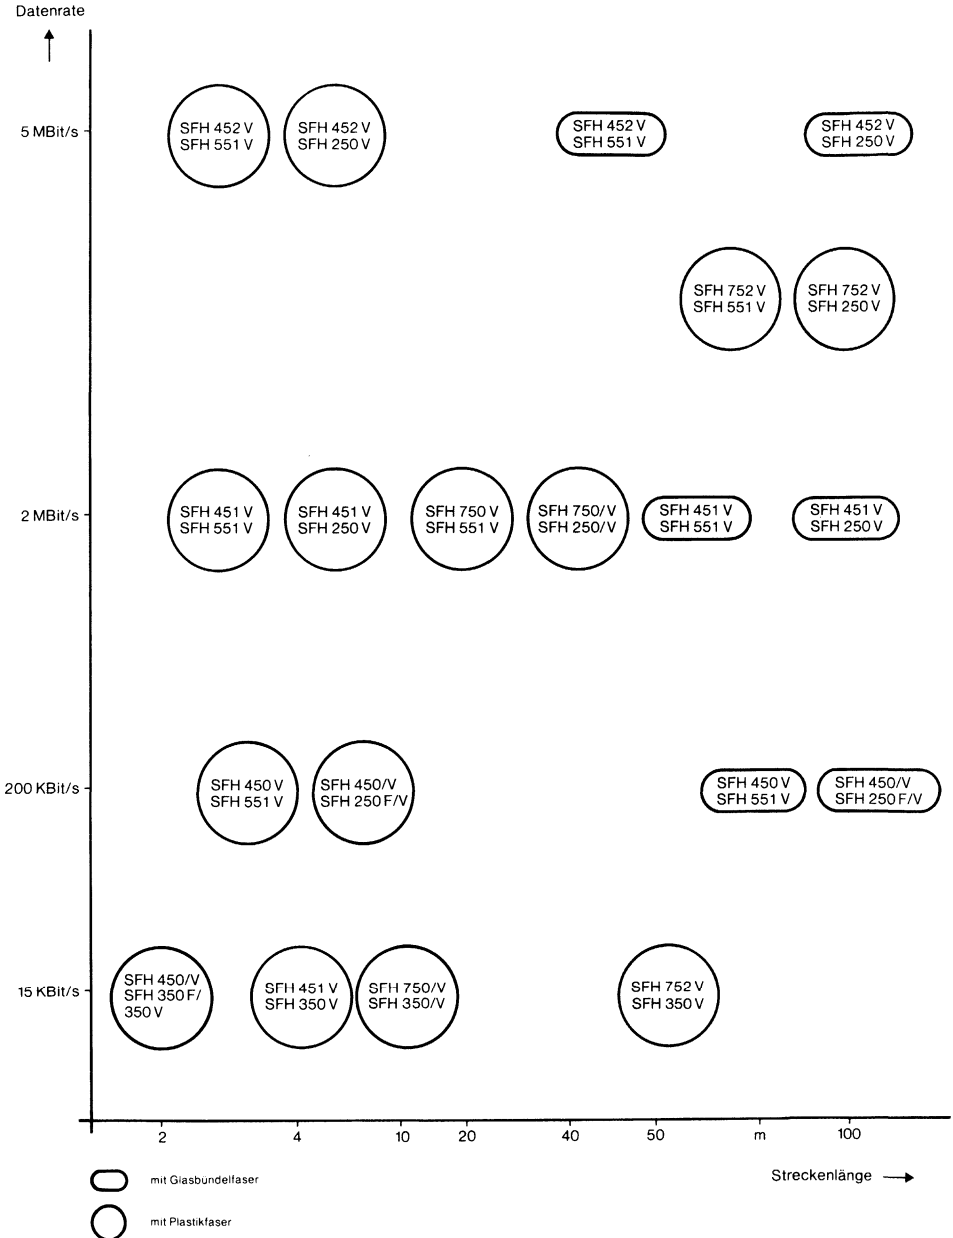 Datenrate
5 MBit/s
SFH 452 V
SFH 551 V
SFH 452 V
SFH 250 V
SFH 452 V
SFH 551 V
SFH 452 V
SFH 250 V
SFH 752 V
SFH 551 V
SFH 752 V
SFH 250 V
2 MBit/s
SFH 451 V
SFH 551 V
SFH 451 V
SFH 250 V
SFH 750 V
SFH 551 V
SFH 750/V
SFH 250/V
SFH 451 V
SFH 551 V
SFH 451 V
SFH 250 V
200 KBit/s
SFH 450 V
SFH 551 V
SFH 450/V
SFH 250 F/V
SFH 450 V
SFH 551 V
SFH 450/V
SFH 250 F/V
15 KBit/s
SFH 450/V
SFH 350 F/
350 V
SFH 451 V
SFH 350 V
SFH 750/V
SFH 350/V
SFH 752 V
SFH 350 V
2 4 10 20 40 50 m 100
Streckenlänge
mit Glasbündelfaser
mit Plastikfaser